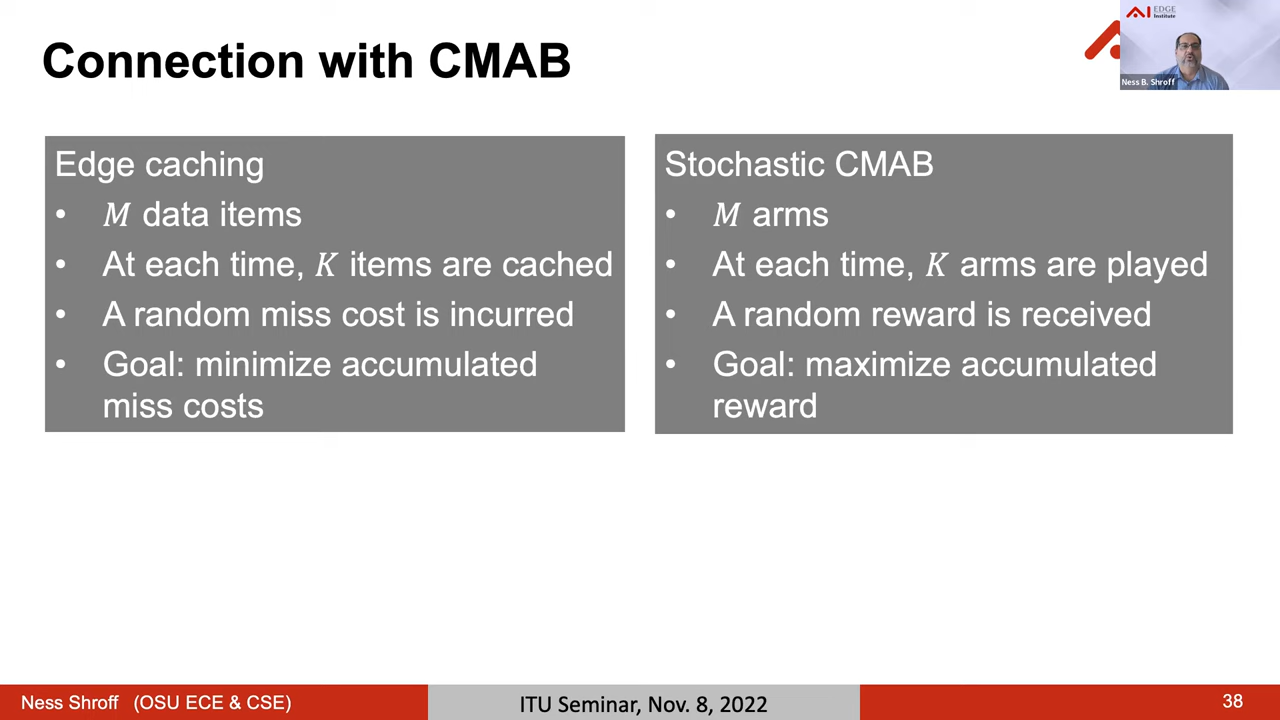 Connection with CMAB
AI EDGE
Institute
Ness B. Shroff
Edge caching
• M data items
• At each time, K items are cached
• A random miss cost is incurred
• Goal: minimize accumulated
miss costs
Stochastic CMAB
• M arms
• At each time, K arms are played
• A random reward is received
• Goal: maximize accumulated
reward
Ness Shroff (OSU ECE & CSE)
ITU Seminar, Nov. 8, 2022
38